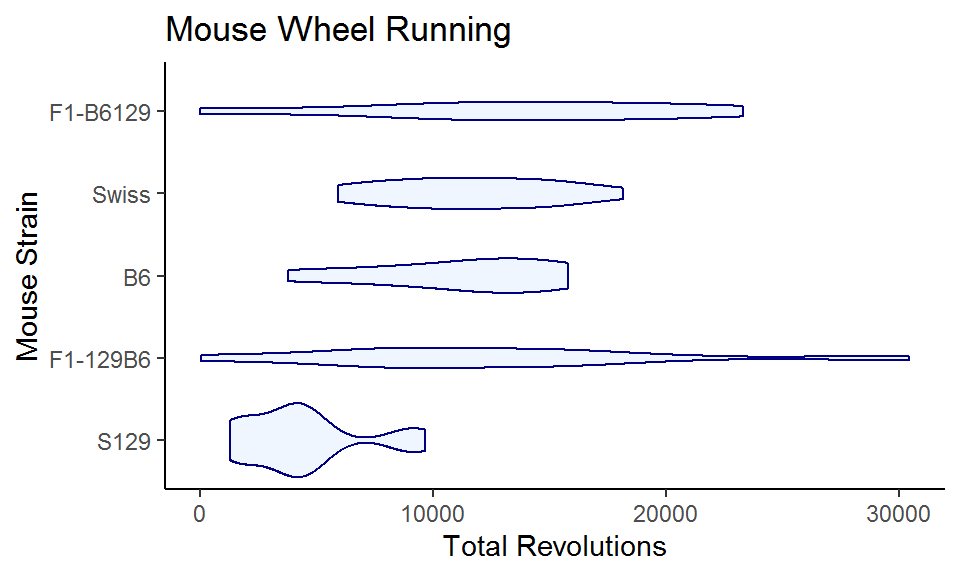 Mouse Wheel Running
Mouse Strain
F1-B6129
Swiss
B6
F1-129B6
S129
0 10000 20000 30000
Total Revolutions